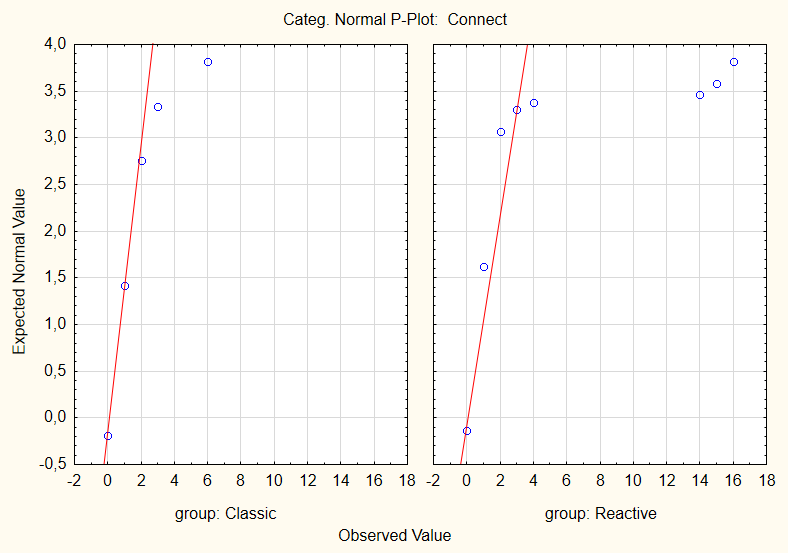 Categ. Normal P-Plot: Connect
Expected Normal Value
4,0
3,5
3,0
2,5
2,0
1,5
1,0
0,5
0,0
-0,5
-2 0 2 4 6 8 10 12 14 16 18
-2 0 2 4 6 8 10 12 14 16 18
group: Classic
group: Reactive
Observed Value